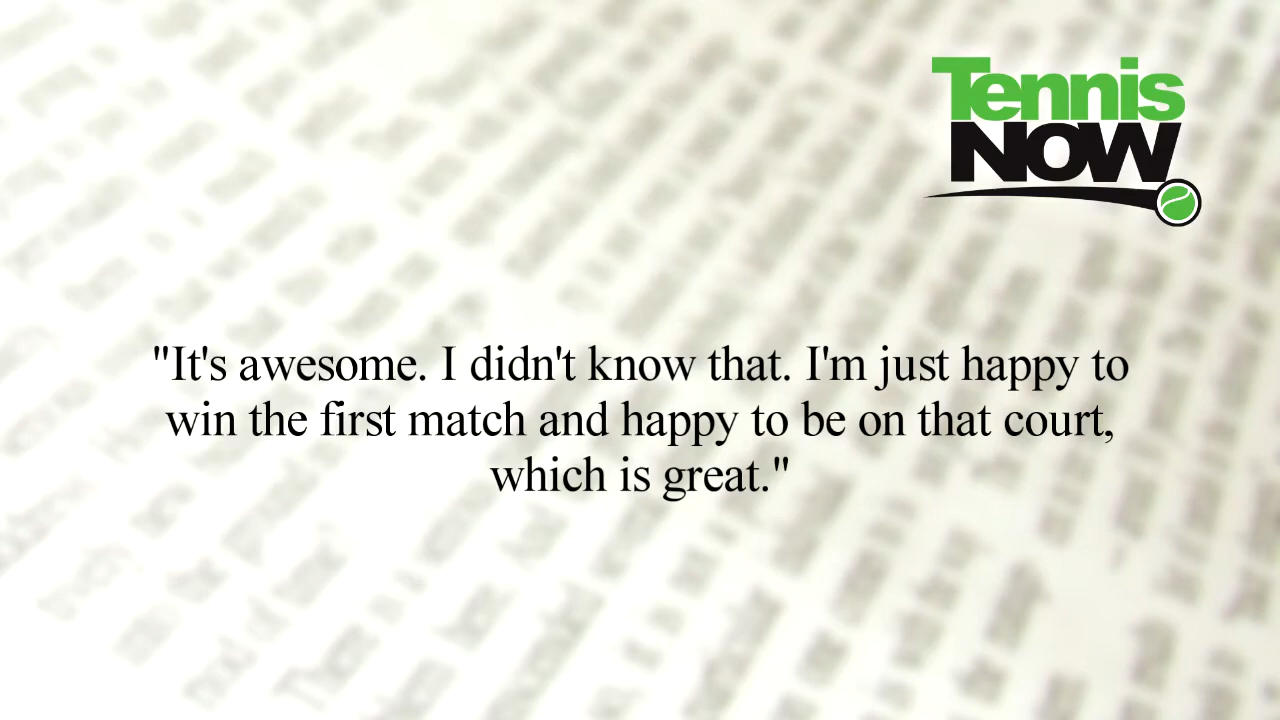 Tennis
NOW
"It's awesome. I didn't know that. I'm just happy to
win the first match and happy to be on that court,
which is great."